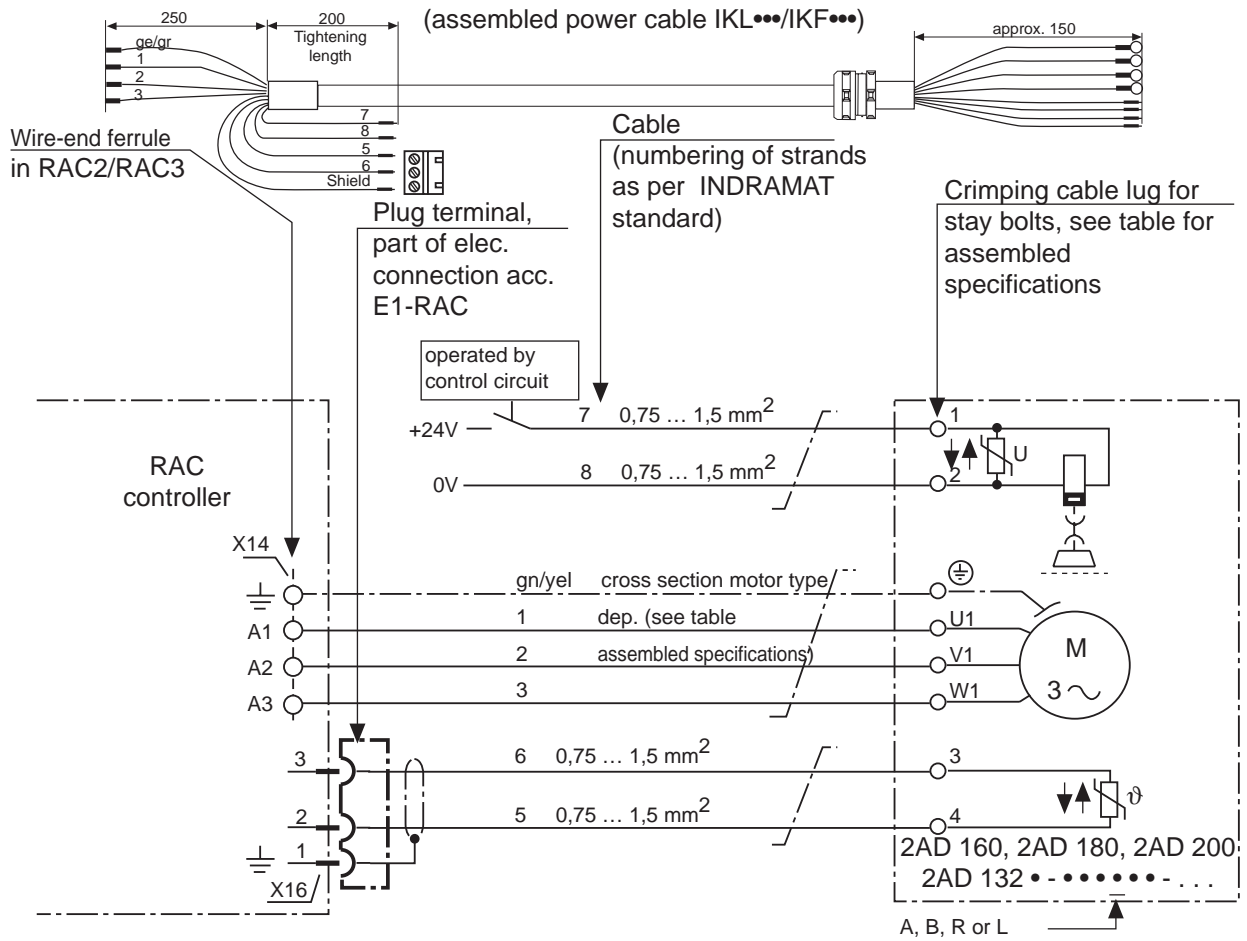 (assembled power cable IKL•••/IKF•••)
250
200
Tightening
length
approx. 150
ge/gr
1
2
3
7
8
5
6
Shield
Wire-end ferrule
in RAC2/RAC3
Plug terminal,
part of elec.
connection acc.
E1-RAC
Cable
(numbering of strands
as per INDRAMAT
standard)
Crimping cable lug for
stay bolts, see table for
assembled
specifications
operated by
control circuit
+24V
7 0,75 ... 1,5 mm²
1
U
0V
8 0,75 ... 1,5 mm²
2
RAC
controller
X14
gn/yel cross section motor type
A1
1 dep. (see table
U1
A2
2 assembled specifications)
V1
A3
3
W1
M
3 ~
3
6 0,75 ... 1,5 mm²
3
2
5 0,75 ... 1,5 mm²
4
ϑ
1
X16
2AD 160, 2AD 180, 2AD 200
2AD 132 • - • • • • • • - . . .
A, B, R or L